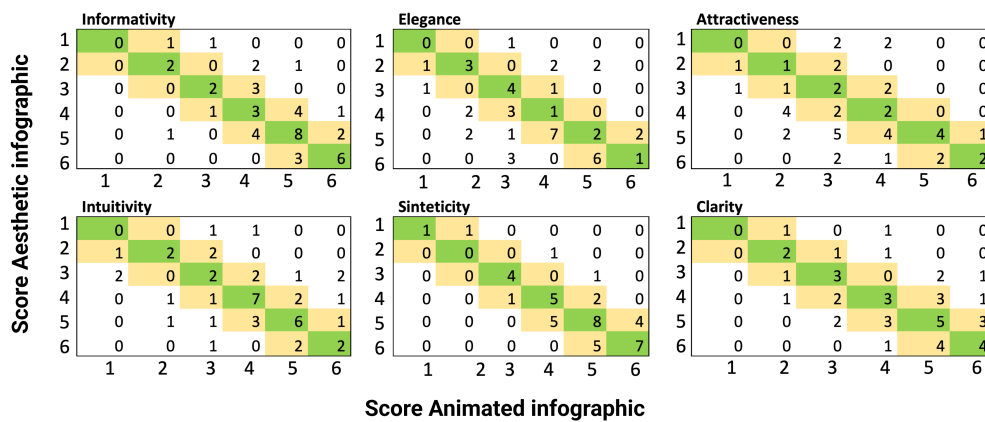 Informativity
1 0 1 1 0 0 0
2 0 2 0 2 1 0
3 0 0 2 3 0 0
4 0 0 1 3 4 1
5 0 1 0 4 8 2
6 0 0 0 0 3 6
1 2 3 4 5 6
Elegance
1 0 0 1 0 0 0
2 1 3 0 2 2 0
3 1 0 4 1 0 0
4 0 2 3 1 0 0
5 0 2 1 7 2 2
6 0 0 3 0 6 1
1 2 3 4 5 6
Attractiveness
1 0 0 2 2 0 0
2 1 1 2 0 0 0
3 1 1 2 2 0 0
4 0 4 2 2 0 0
5 0 2 5 4 4 1
6 0 0 2 1 2 2
1 2 3 4 5 6
Intuitivity
1 0 0 1 1 0 0
2 1 2 2 0 0 0
3 2 0 2 2 1 2
4 0 1 1 7 2 1
5 0 1 1 3 6 1
6 0 0 1 0 2 2
1 2 3 4 5 6
Sinteticity
1 1 1 0 0 0 0
2 0 0 0 1 0 0
3 0 0 4 0 1 0
4 0 0 1 5 2 0
5 0 0 0 5 8 4
6 0 0 0 0 5 7
1 2 3 4 5 6
Clarity
1 0 1 0 1 0 0
2 0 2 1 1 0 0
3 0 1 3 0 2 1
4 0 1 2 3 3 1
5 0 0 2 3 5 3
6 0 0 0 1 4 4
1 2 3 4 5 6
Score Aesthetic infographic
Score Animated infographic